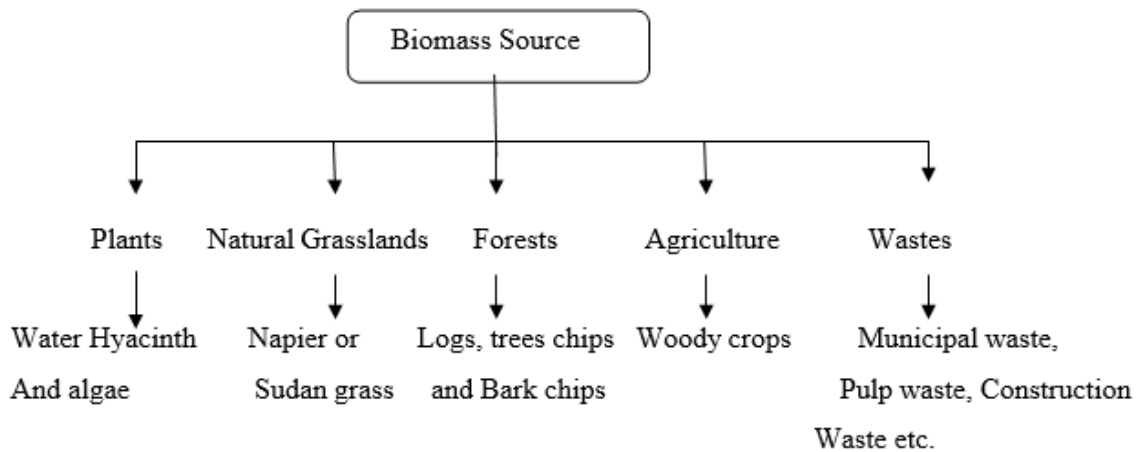 Biomass Source
Plants Natural Grasslands Forests Agriculture Wastes
Water Hyacinth Napier or Logs, trees chips Woody crops Municipal waste,
And algae Sudan grass and Bark chips Pulp waste, Construction
Waste etc.